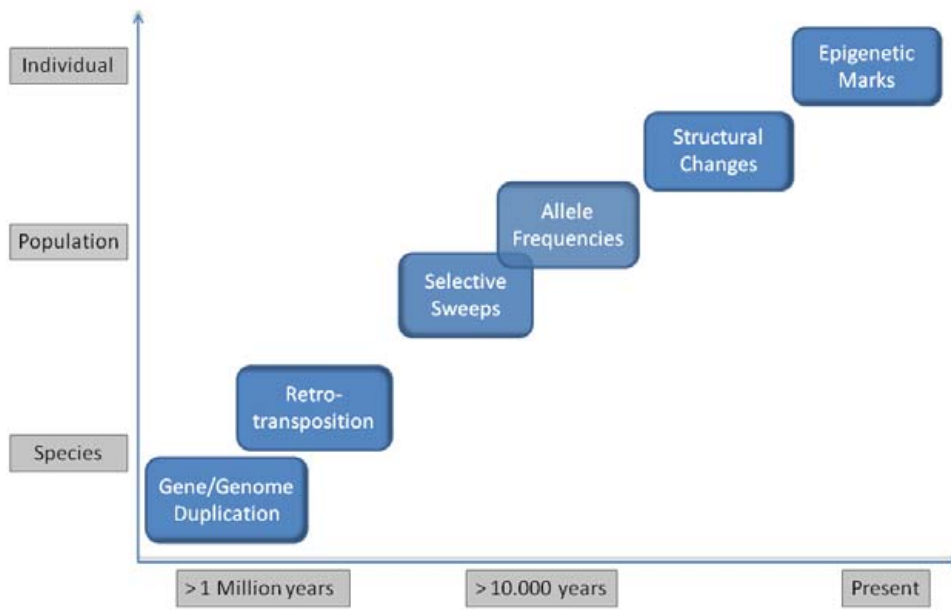 Individual
Epigenetic
Marks
Structural
Changes
Population
Allele
Frequencies
Selective
Sweeps
Retro-
transposition
Species
Gene/Genome
Duplication
> 1 Million years
> 10.000 years
Present